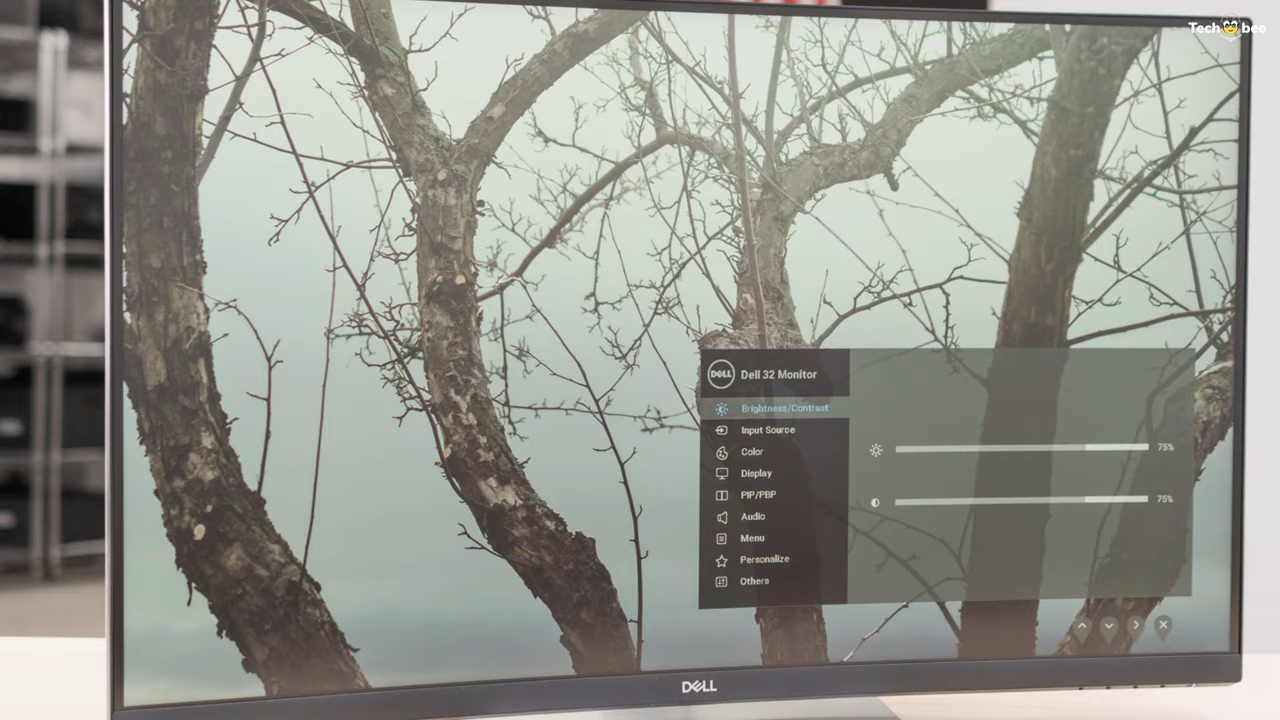 Tech bee
DELL Dell 32 Monitor
Brightness/Contrast
Input Source
Color
75%
Display
PIP/PBP
75%
Audio
Menu
Personalize
Others
DELL